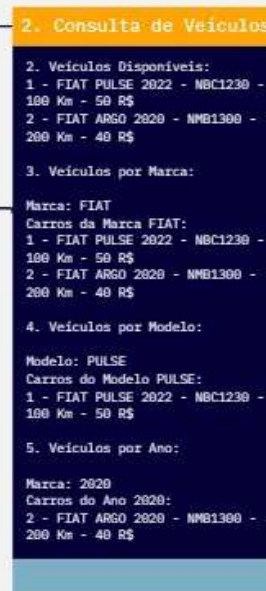 2. Consulta de Veículos
2. Veículos Disponíveis:
1 - FIAT PULSE 2022 - NBC1230 -
100 Km - 50 R$
2 - FIAT ARGO 2020 - NMB1300 -
200 Km - 40 R$
3. Veículos por Marca:
Marca: FIAT
Carros da Marca FIAT:
1 - FIAT PULSE 2022 - NBC1230 -
100 Km - 50 R$
2 - FIAT ARGO 2020 - NMB1300 -
200 Km - 40 R$
4. Veículos por Modelo:
Modelo: PULSE
Carros do Modelo PULSE:
1 - FIAT PULSE 2022 - NBC1230 -
100 Km - 50 R$
5. Veículos por Ano:
Marca: 2020
Carros do Ano 2020:
2 - FIAT ARGO 2020 - NMB1300 -
200 Km - 40 R$